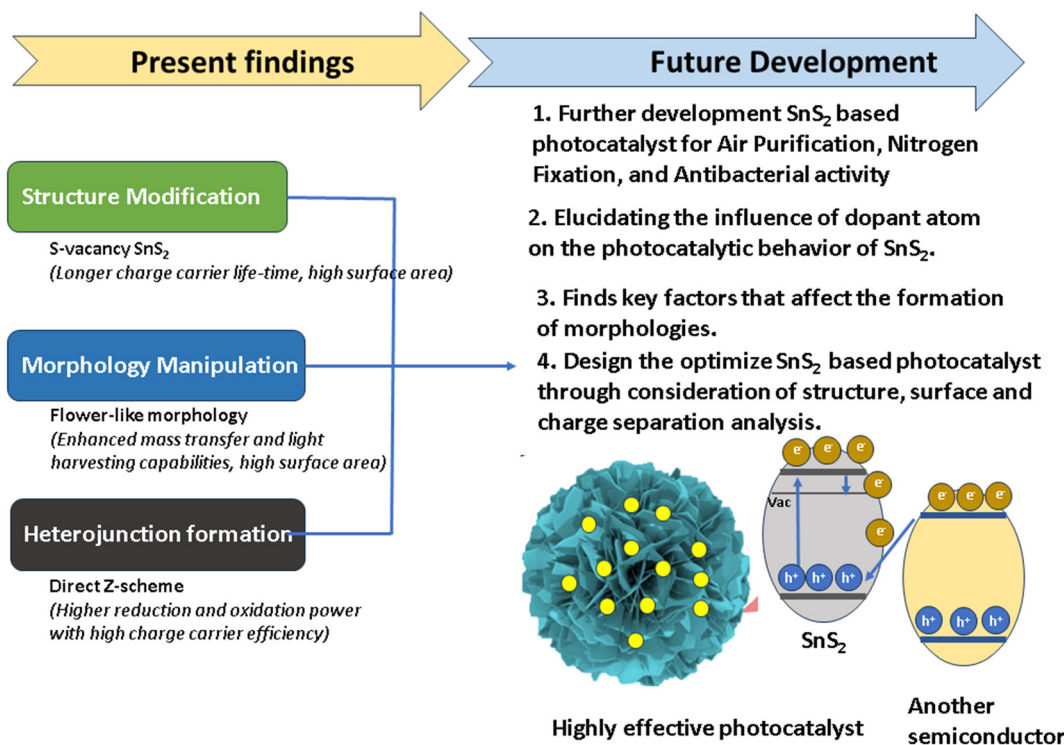 Present findings
Future Development
Structure Modification
S-vacancy SnS₂
(Longer charge carrier life-time, high surface area)
Morphology Manipulation
Flower-like morphology
(Enhanced mass transfer and light
harvesting capabilities, high surface area)
Heterojunction formation
Direct Z-scheme
(Higher reduction and oxidation power
with high charge carrier efficiency)
1. Further development SnS₂ based
photocatalyst for Air Purification, Nitrogen
Fixation, and Antibacterial activity
2. Elucidating the influence of dopant atom
on the photocatalytic behavior of SnS₂.
3. Finds key factors that affect the formation
of morphologies.
4. Design the optimize SnS₂ based photocatalyst
through consideration of structure, surface and
charge separation analysis.
e⁻ e⁻ e⁻
e⁻
Vac
e⁻
h⁺ h⁺ h⁺
SnS₂
e⁻ e⁻ e⁻
h⁺ h⁺ h⁺
Highly effective photocatalyst
Another
semiconductor